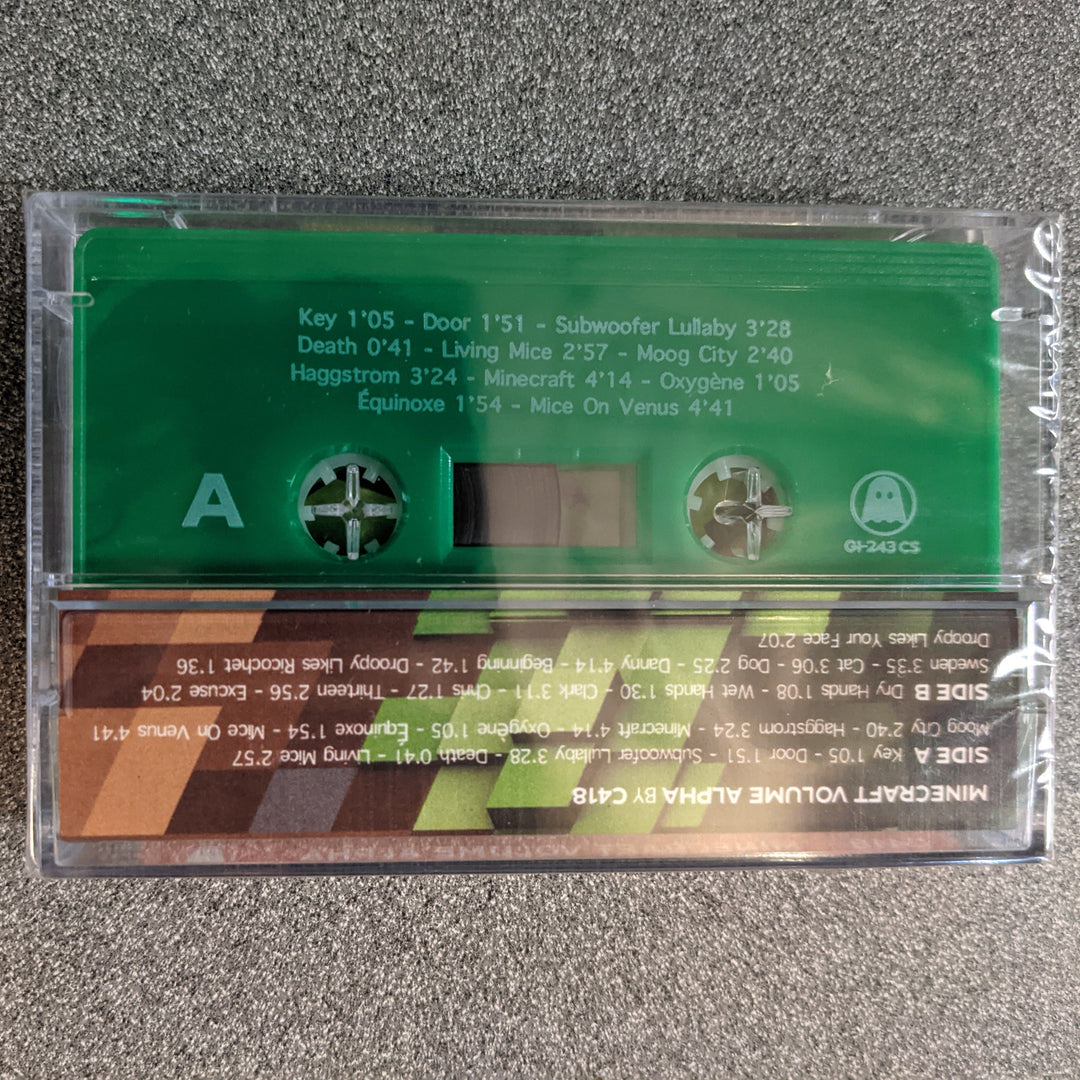 Key 1'05 - Door 1'51 - Subwoofer Lullaby 3'28
Death 0'41 - Living Mice 2'57 - Moog City 2'40
Haggstrom 3'24 - Minecraft 4'14 - Oxygène 1'05
Équinoxe 1'54 - Mice On Venus 4'41
A
GI-243 CS
MINECRAFT VOLUME ALPHA BY C418
SIDE A Key 1'05 - Door 1'51 - Subwoofer Lullaby 3'28 - Death 0'41 - Living Mice 2'57
Moog City 2'40 - Haggstrom 3'24 - Minecraft 4'14 - Oxygène 1'05 - Équinoxe 1'54 - Mice On Venus 4'41
SIDE B Dry Hands 1'08 - Wet Hands 1'30 - Clark 3'11 - Chris 1'27 - Thirteen 2'56 - Excuse 2'04
Sweden 3'35 - Cat 3'06 - Dog 2'25 - Danny 4'14 - Beginning 1'42 - Droopy Likes Ricochet 1'36
Droopy Likes Your Face 2'07